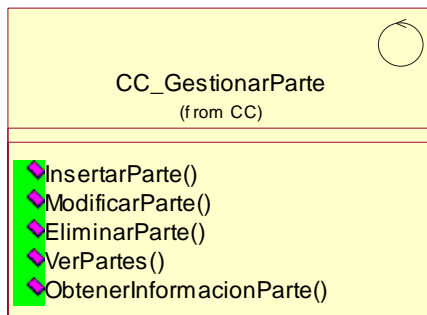 CC_GestionarParte
(from CC)
InsertarParte()
ModificarParte()
EliminarParte()
VerPartes()
ObtenerInformacionParte()